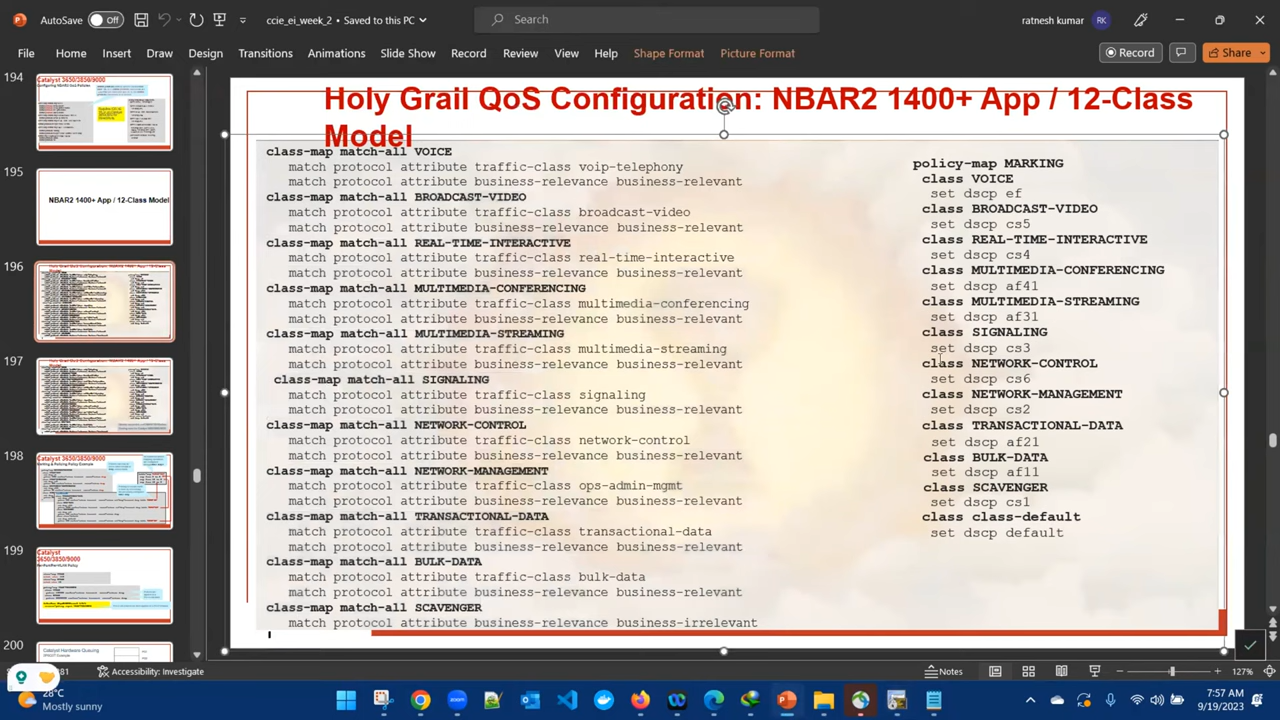 AutoSave
Off
ccie_ei_week_2 • Saved to this PC
Search
ratnesh kumar
RK
File
Home
Insert
Draw
Design
Transitions
Animations
Slide Show
Record
Review
View
Help
Shape Format
Picture Format
Record
Share
194
Catalyst 3650/3850/9000
195
NBAR2 1400+ App / 12-Class Model
196
197
198
Catalyst 3650/3850/9000
199
Catalyst
3650/3850/9000
200
Catalyst Hardware Queuing
Holy Gra
1400+ App / 12-Class
Model
class-map match-all VOICE
match protocol attribute traffic-class voip-telephony
match protocol attribute business-relevance business-relevant
class-map match-all BROADCAST-VIDEO
match protocol attribute traffic-class broadcast-video
match protocol attribute business-relevance business-relevant
class-map match-all REAL-TIME-INTERACTIVE
match protocol attribute traffic-class real-time-interactive
match protocol attribute business-relevance business-relevant
class-map match-all MULTIMEDIA-CONFERENCING
match protocol attribute traffic-class multimedia-conferencing
match protocol attribute business-relevance business-relevant
class-map match-all MULTIMEDIA-STREAMING
match protocol attribute traffic-class multimedia-streaming
match protocol attribute business-relevance business-relevant
class-map match-all SIGNALING
match protocol attribute traffic-class signaling
match protocol attribute business-relevance business-relevant
class-map match-all NETWORK-CONTROL
match protocol attribute traffic-class network-control
match protocol attribute business-relevance business-relevant
class-map match-all NETWORK-MANAGEMENT
match protocol attribute traffic-class ops-admin-mgmt
match protocol attribute business-relevance business-relevant
class-map match-all TRANSACTIONAL-DATA
match protocol attribute traffic-class transactional-data
match protocol attribute business-relevance business-relevant
class-map match-all BULK-DATA
match protocol attribute traffic-class bulk-data
match protocol attribute business-relevance business-relevant
class-map match-all SCAVENGER
match protocol attribute business-relevance business-irrelevant
policy-map MARKING
class VOICE
set dscp ef
class BROADCAST-VIDEO
set dscp cs5
class REAL-TIME-INTERACTIVE
set dscp cs4
class MULTIMEDIA-CONFERENCING
set dscp af41
class MULTIMEDIA-STREAMING
set dscp af31
class SIGNALING
set dscp cs3
class NETWORK-CONTROL
set dscp cs6
class NETWORK-MANAGEMENT
set dscp cs2
class TRANSACTIONAL-DATA
set dscp af21
class BULK-DATA
set dscp af11
class SCAVENGER
set dscp cs1
class class-default
set dscp default
81
Accessibility: Investigate
Notes
127%
28°C
Mostly sunny
7:57 AM
9/19/2023